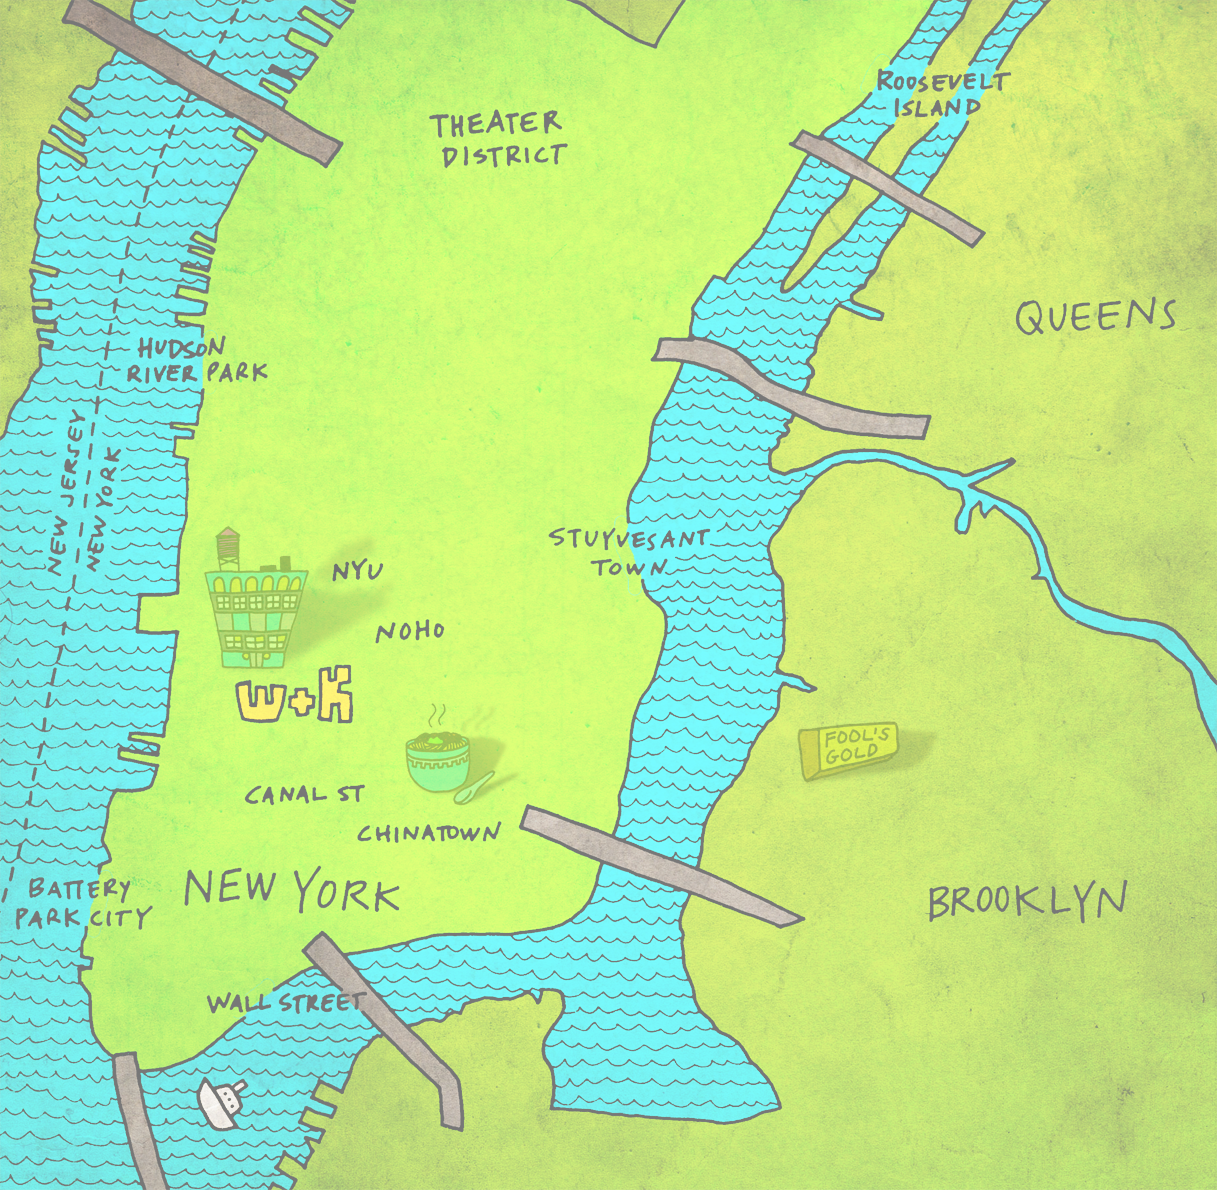 ROOSEVELT
ISLAND
THEATER
DISTRICT
QUEENS
HUDSON
RIVER PARK
NEW JERSEY
NEW YORK
STUYVESANT
TOWN
NYU
NOHO
W+K
FOOL'S
GOLD
CANAL ST
CHINATOWN
NEW YORK
BATTERY
PARK CITY
BROOKLYN
WALL STREET